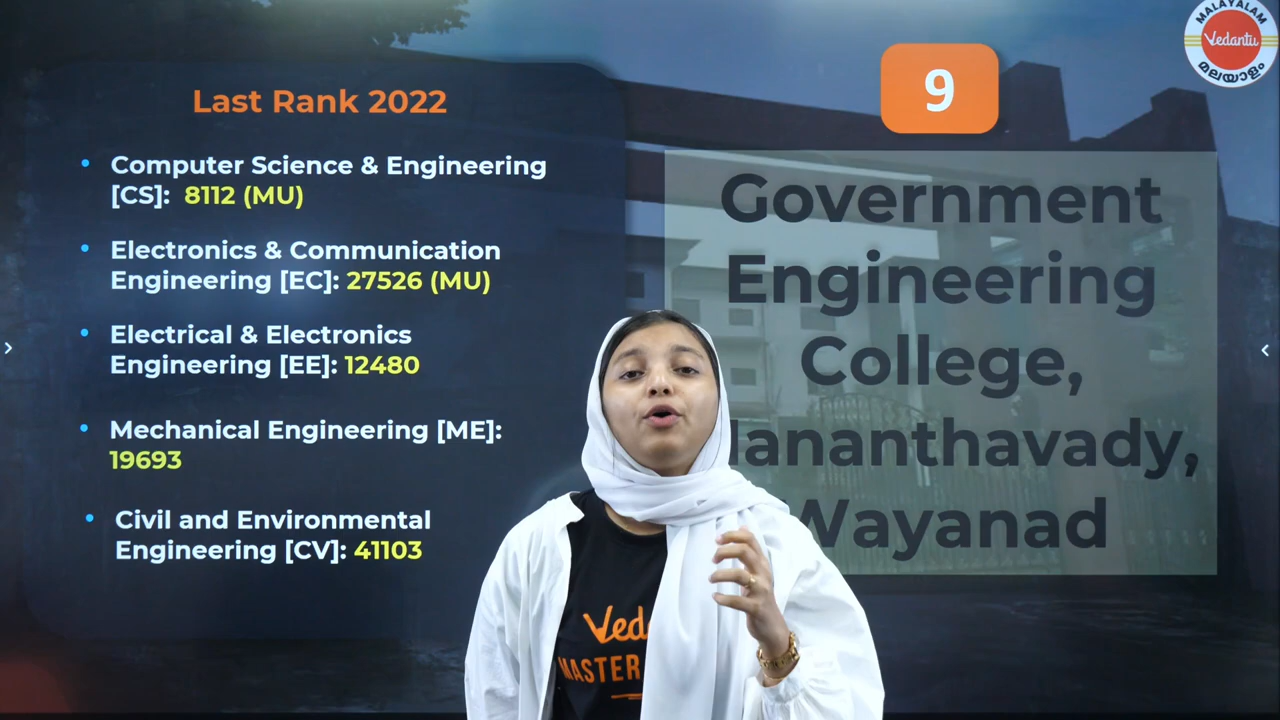 Last Rank 2022
• Computer Science & Engineering
[CS]: 8112 (MU)
• Electronics & Communication
Engineering [EC]: 27526 (MU)
• Electrical & Electronics
Engineering [EE]: 12480
• Mechanical Engineering [ME]:
19693
• Civil and Environmental
Engineering [CV]: 41103
9
Government
Engineering
College,
ananthavady,
Wayanad
MALAYALAM
Vedantu
മലയാളം
Ved
MASTER